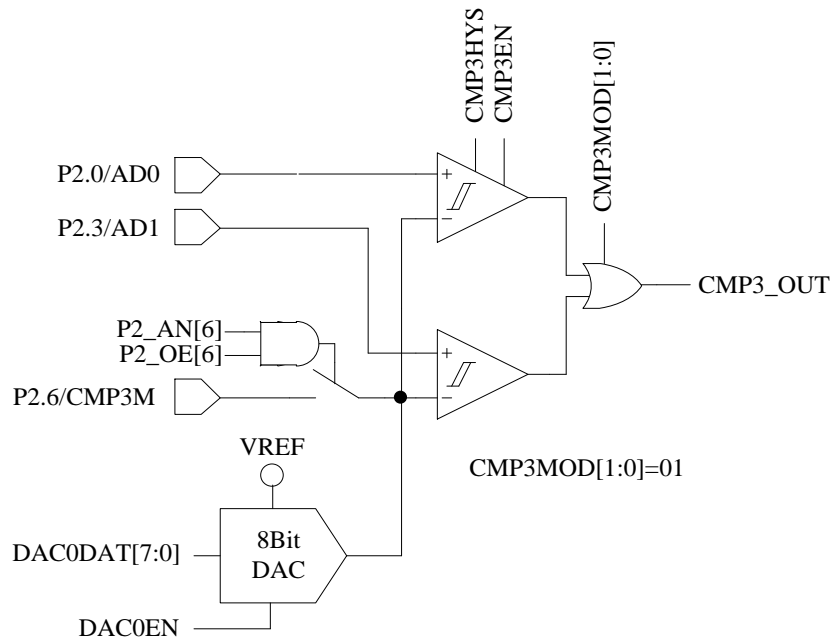 CMP3HYS
CMP3EN
CMP3MOD[1:0]
P2.0/AD0
+
−
P2.3/AD1
CMP3_OUT
P2_AN[6]
P2_OE[6]
+
−
P2.6/CMP3M
VREF
CMP3MOD[1:0]=01
DAC0DAT[7:0]
8Bit
DAC
DAC0EN